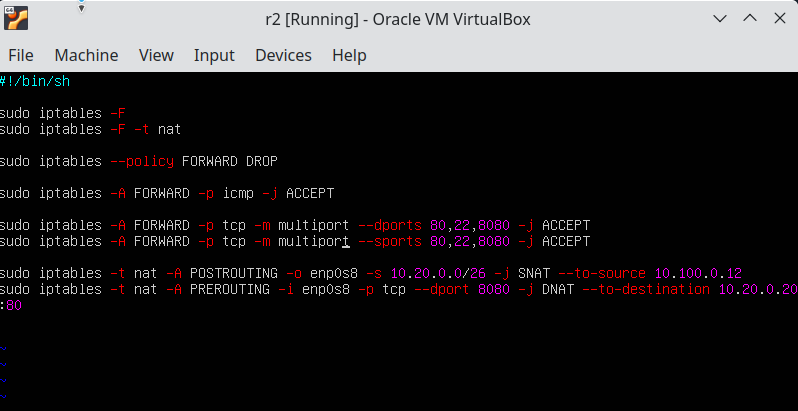 r2 [Running] - Oracle VM VirtualBox
File Machine View Input Devices Help
#!/bin/sh
sudo iptables -F
sudo iptables -F -t nat
sudo iptables --policy FORWARD DROP
sudo iptables -A FORWARD -p icmp -j ACCEPT
sudo iptables -A FORWARD -p tcp -m multiport --dports 80,22,8080 -j ACCEPT
sudo iptables -A FORWARD -p tcp -m multiport --sports 80,22,8080 -j ACCEPT
sudo iptables -t nat -A POSTROUTING -o enp0s8 -s 10.20.0.0/26 -j SNAT --to-source 10.100.0.12
sudo iptables -t nat -A PREROUTING -i enp0s8 -p tcp --dport 8080 -j DNAT --to-destination 10.20.0.20
:80
~
~
~
~